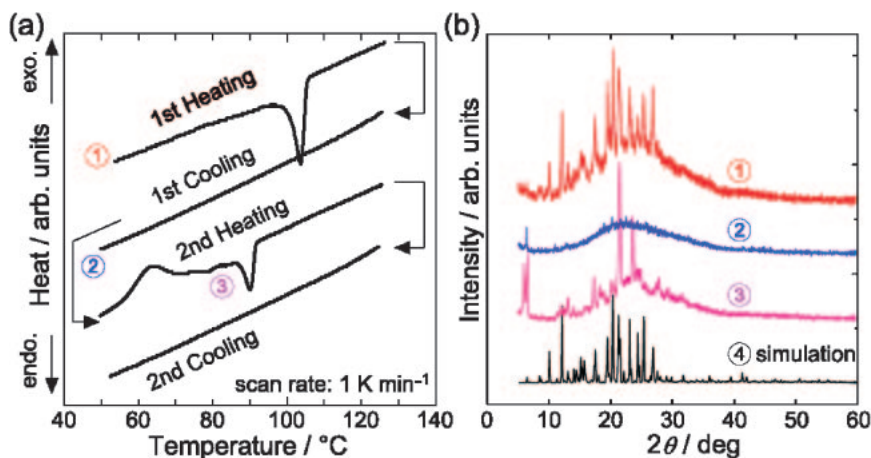 (a)
exo.
Heat / arb. units
endo.
1st Heating
①
1st Cooling
②
2nd Heating
③
2nd Cooling
scan rate: 1 K min⁻¹
40 60 80 100 120 140
Temperature / °C
(b)
Intensity / arb. units
①
②
③
④ simulation
0 10 20 30 40 50 60
2θ / deg